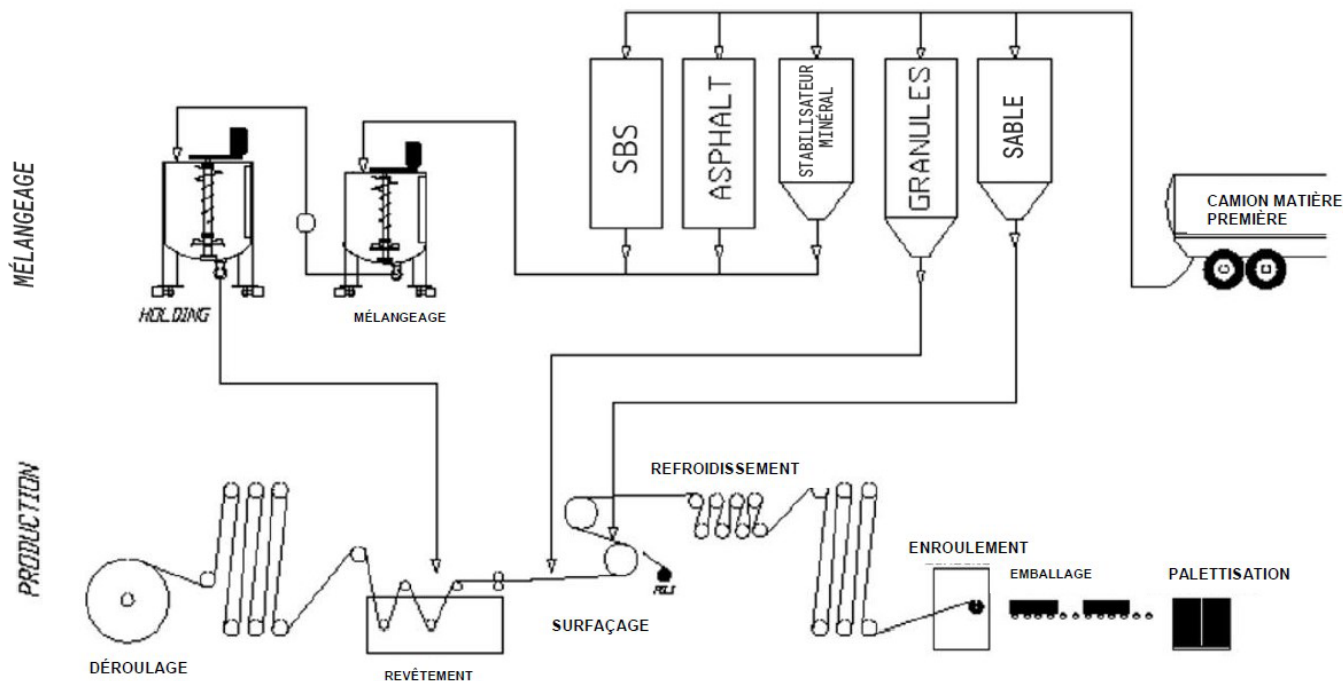 MÉLANGEAGE
HOLDING
MÉLANGEAGE
SBS
ASPHALT
STABILISATEUR
MINÉRAL
GRANULES
SABLE
CAMION MATIÈRE
PREMIÈRE
PRODUCTION
DÉROULAGE
REVÊTEMENT
SURFAÇAGE
REFROIDISSEMENT
ENROULEMENT
EMBALLAGE
PALETTISATION